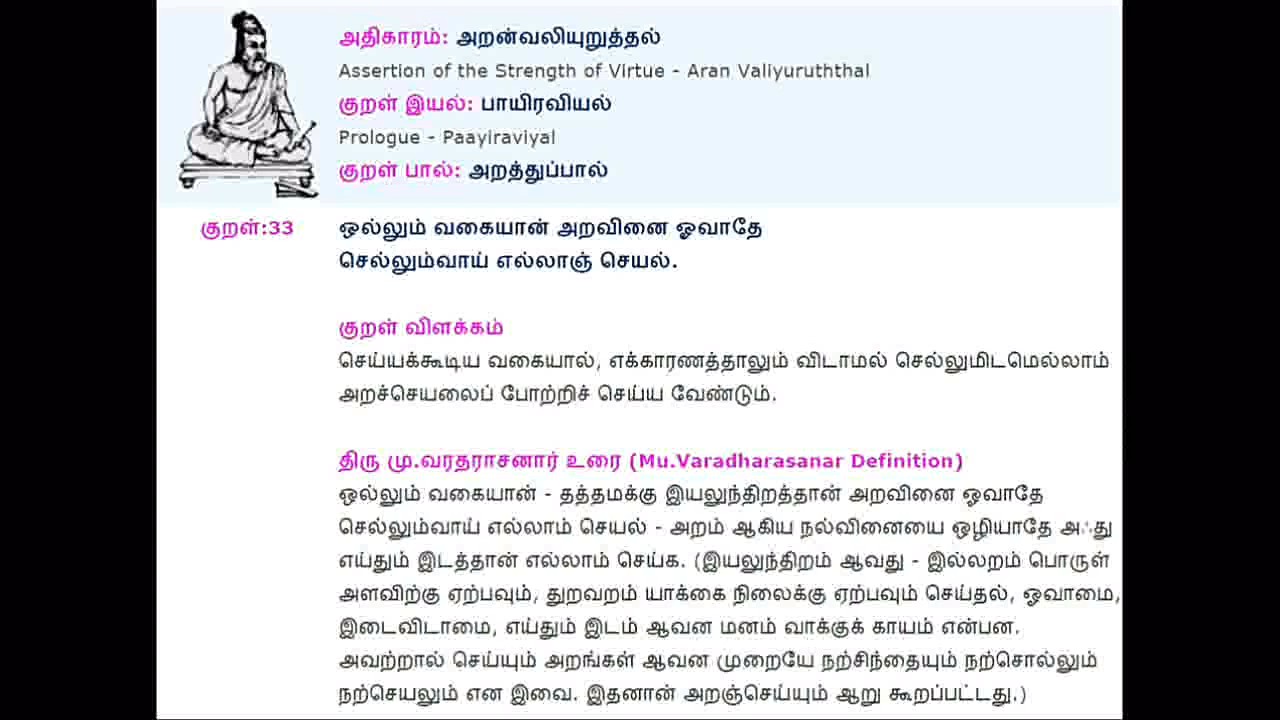 அதிகாரம்: அறன்வலியுறுத்தல்
Assertion of the Strength of Virtue - Aran Valiyuruththal
குறள் இயல்: பாயிரவியல்
Prologue - Paayiraviyal
குறள் பால்: அறத்துப்பால்
குறள்:33 ஒல்லும் வகையான் அறவினை ஓவாதே
செல்லும்வாய் எல்லாஞ் செயல்.
குறள் விளக்கம்
செய்யக்கூடிய வகையால், எக்காரணத்தாலும் விடாமல் செல்லுமிடமெல்லாம்
அறச்செயலைப் போற்றிச் செய்ய வேண்டும்.
திரு மு.வரதராசனார் உரை (Mu.Varadharasanar Definition)
ஒல்லும் வகையான் - தத்தமக்கு இயலுந்திறத்தான் அறவினை ஓவாதே
செல்லும்வாய் எல்லாம் செயல் - அறம் ஆகிய நல்வினையை ஒழியாதே அஃது
எய்தும் இடத்தான் எல்லாம் செய்க. (இயலுந்திறம் ஆவது - இல்லறம் பொருள்
அளவிற்கு ஏற்பவும், துறவறம் யாக்கை நிலைக்கு ஏற்பவும் செய்தல், ஓவாமை,
இடைவிடாமை, எய்தும் இடம் ஆவன மனம் வாக்குக் காயம் என்பன.
அவற்றால் செய்யும் அறங்கள் ஆவன முறையே நற்சிந்தையும் நற்சொல்லும்
நற்செயலும் என இவை. இதனான் அறஞ்செய்யும் ஆறு கூறப்பட்டது.)